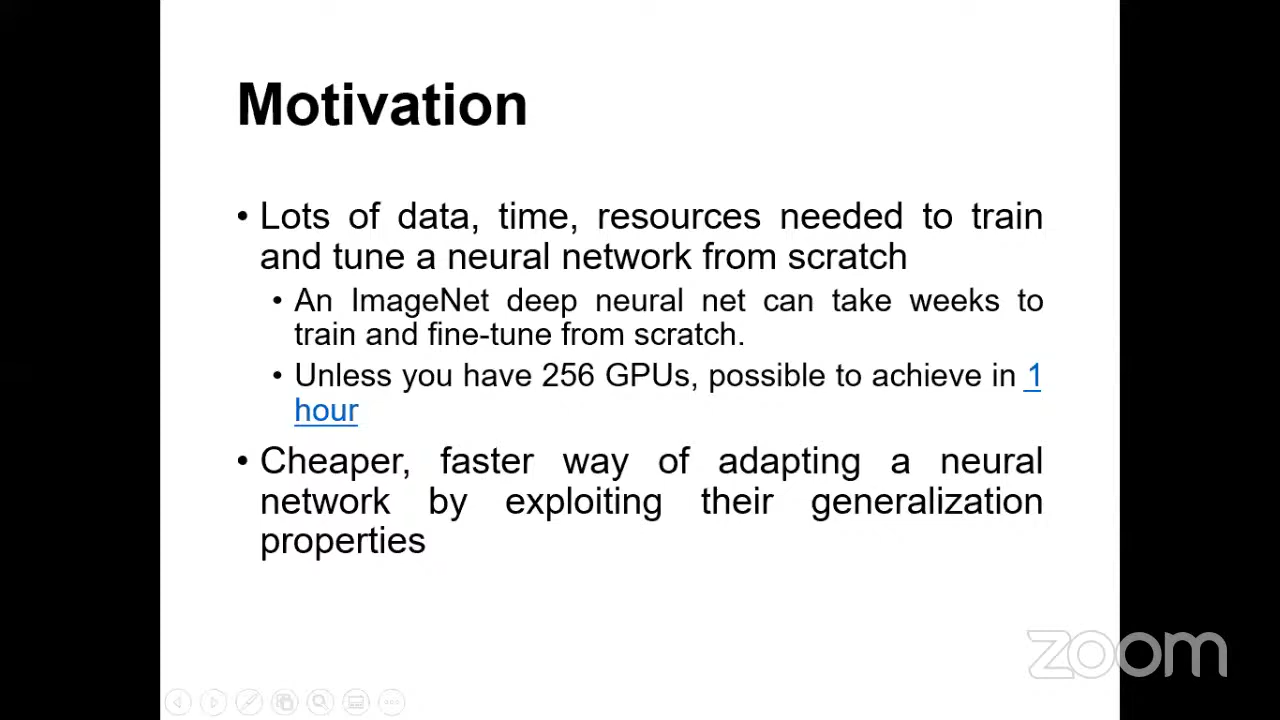 Motivation
• Lots of data, time, resources needed to train
and tune a neural network from scratch
• An ImageNet deep neural net can take weeks to
train and fine-tune from scratch.
• Unless you have 256 GPUs, possible to achieve in 1
hour
• Cheaper, faster way of adapting a neural
network by exploiting their generalization
properties
zoom